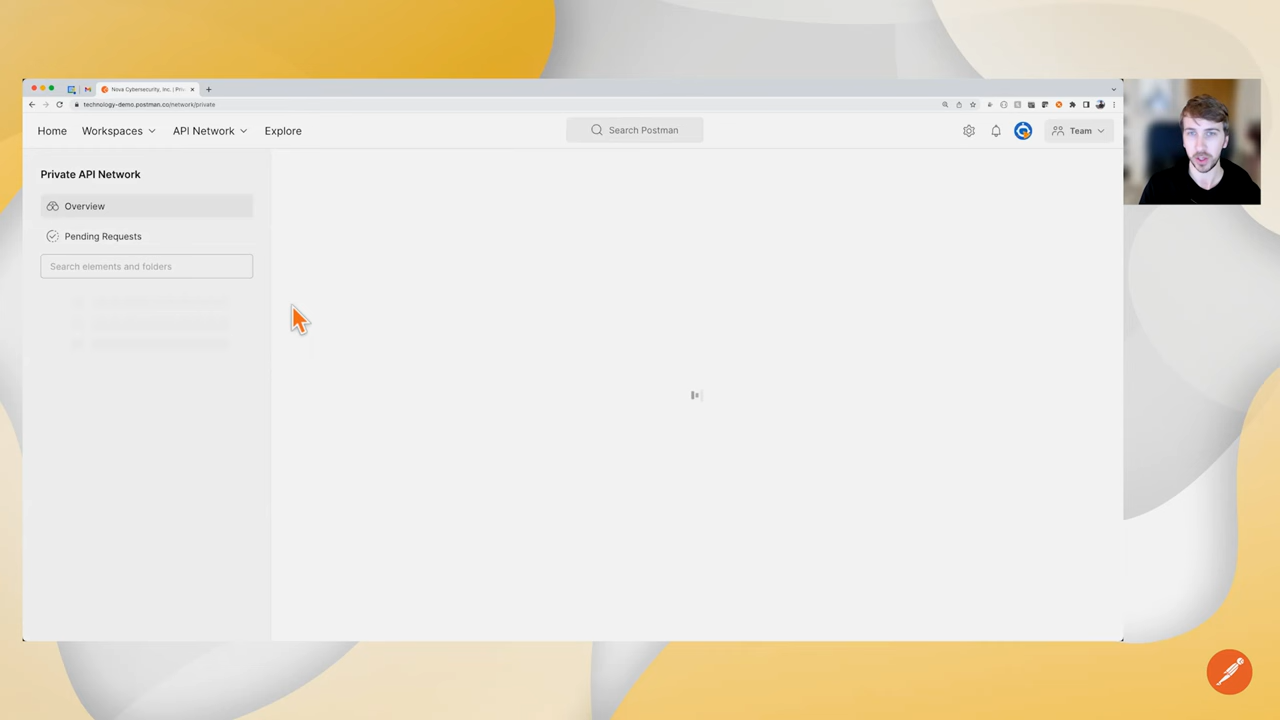 Nova Cybersecurity, Inc. | Priv
technology-demo.postman.co/network/private
Home
Workspaces
API Network
Explore
Search Postman
Team
Private API Network
Overview
Pending Requests
Search elements and folders